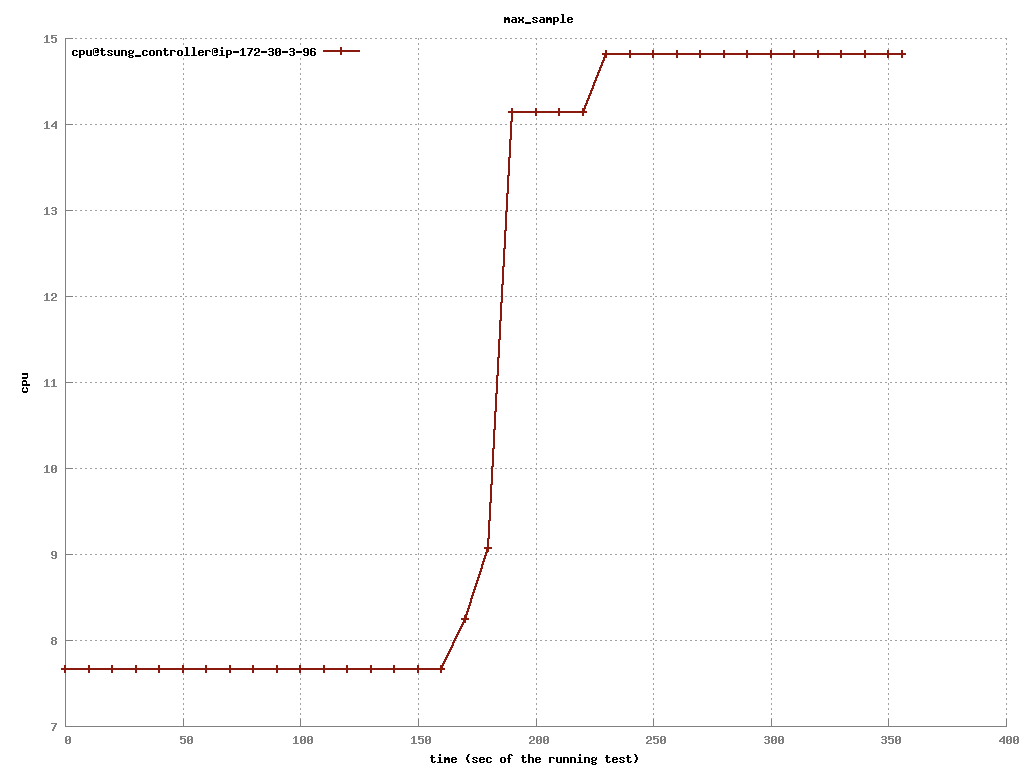 max_sample
cpu@tsung_controller@ip-172-30-3-96
15
14
13
12
11
10
9
8
7
cpu
0 50 100 150 200 250 300 350 400
time (sec of the running test)